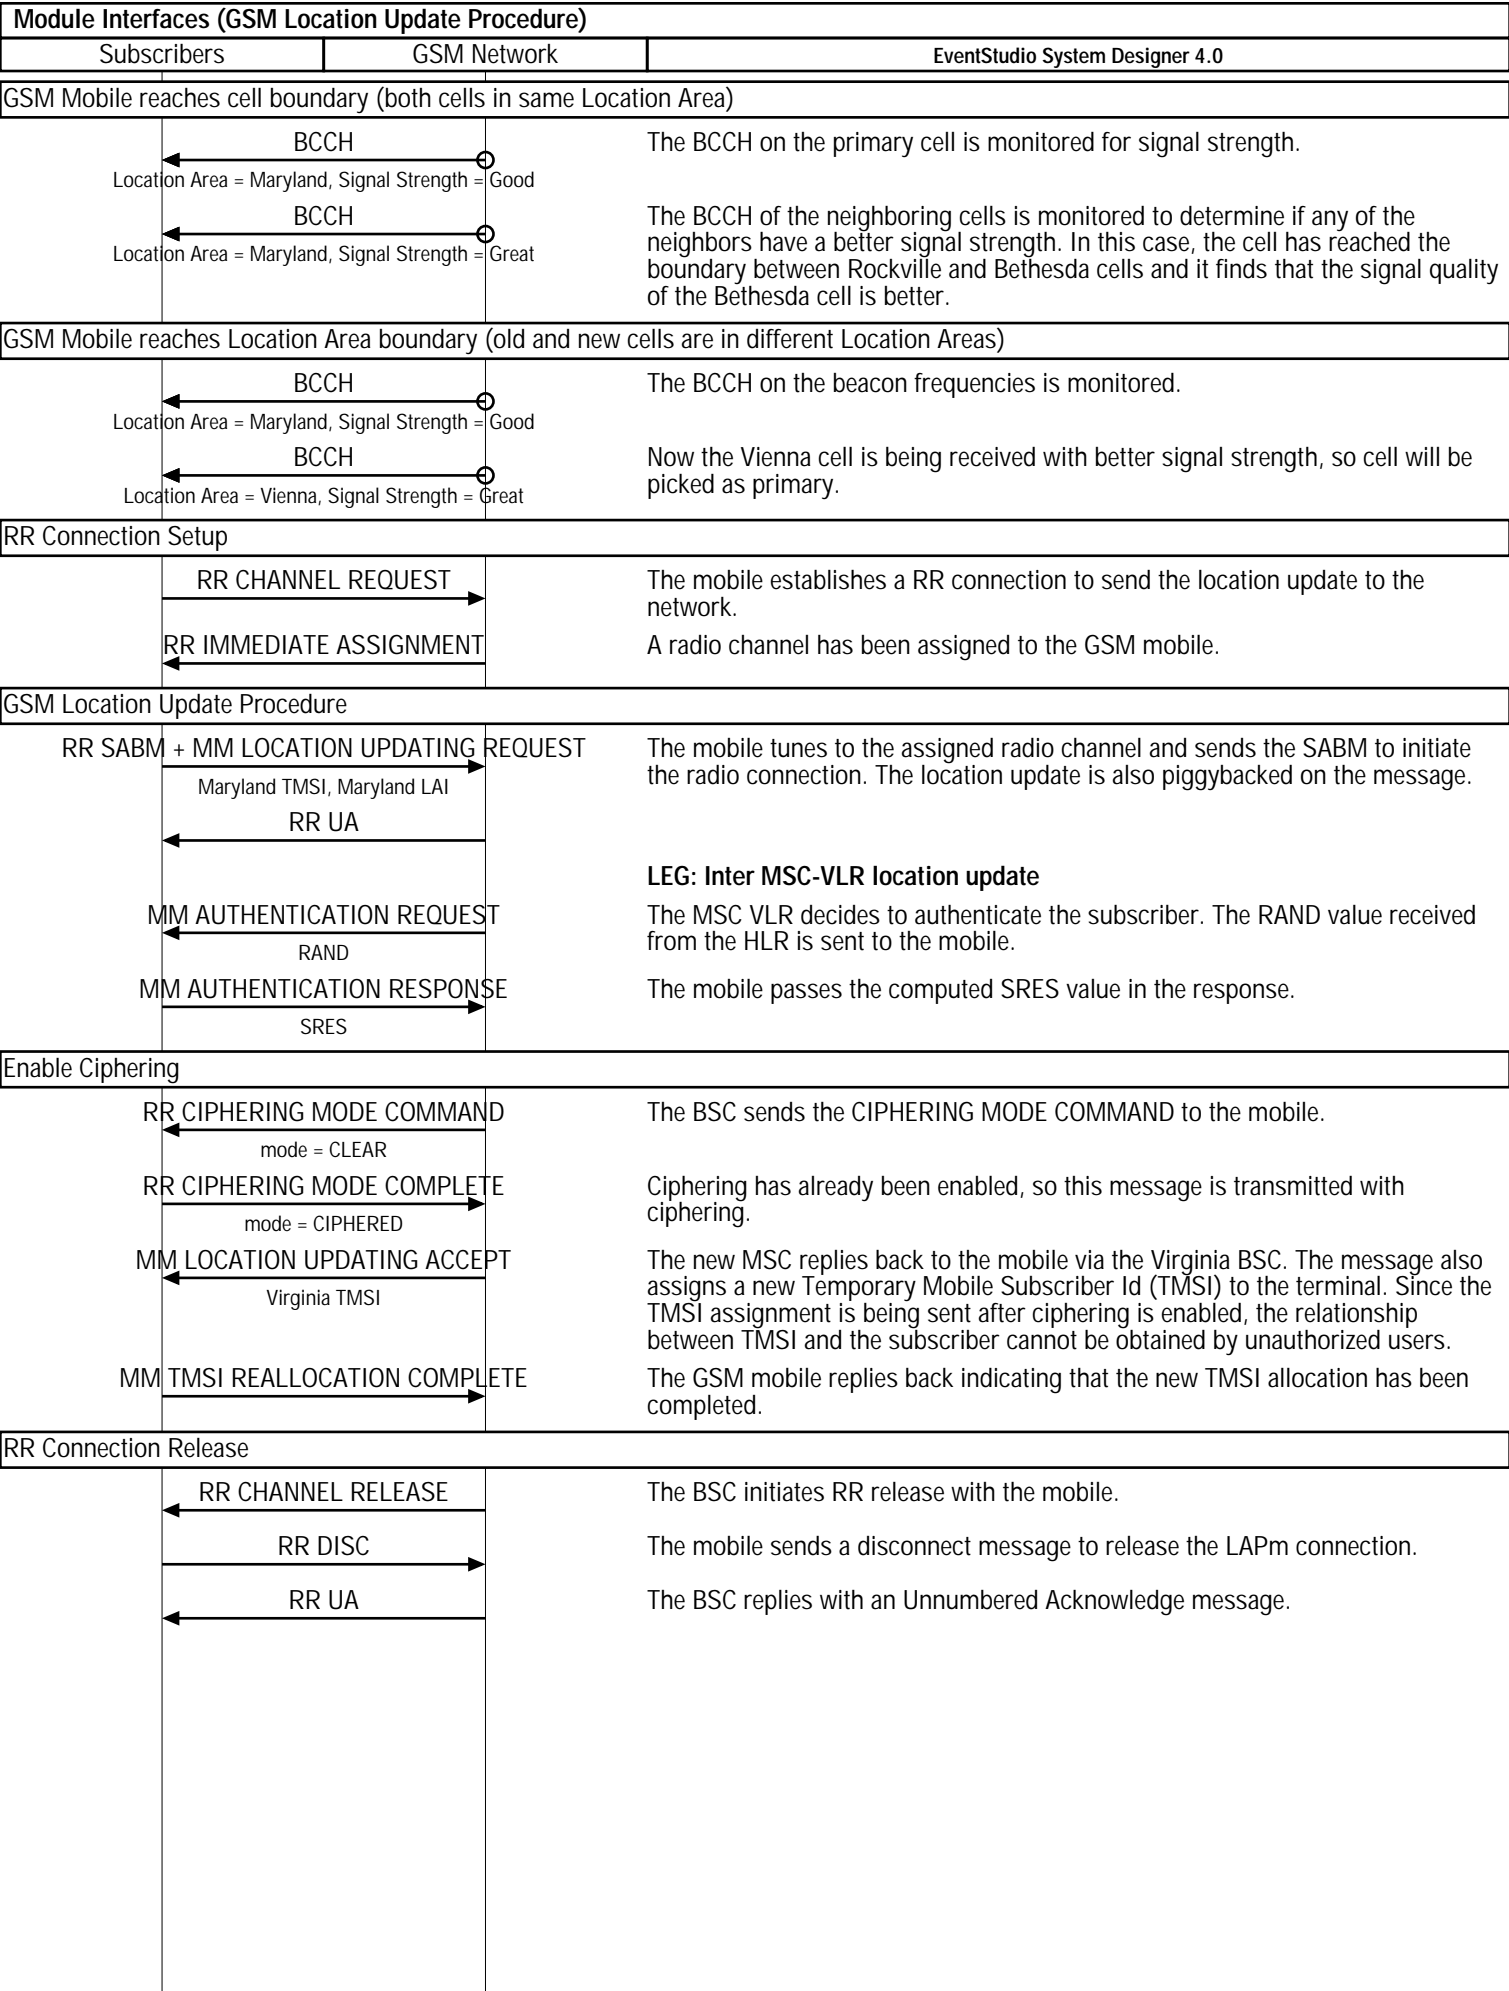 Module Interfaces (GSM Location Update Procedure)
Subscribers GSM Network EventStudio System Designer 4.0
GSM Mobile reaches cell boundary (both cells in same Location Area)
BCCH
Location Area = Maryland, Signal Strength = Good
The BCCH on the primary cell is monitored for signal strength.
BCCH
Location Area = Maryland, Signal Strength = Great
The BCCH of the neighboring cells is monitored to determine if any of the
neighbors have a better signal strength. In this case, the cell has reached the
boundary between Rockville and Bethesda cells and it finds that the signal quality
of the Bethesda cell is better.
GSM Mobile reaches Location Area boundary (old and new cells are in different Location Areas)
BCCH
Location Area = Maryland, Signal Strength = Good
The BCCH on the beacon frequencies is monitored.
BCCH
Location Area = Vienna, Signal Strength = Great
Now the Vienna cell is being received with better signal strength, so cell will be
picked as primary.
RR Connection Setup
RR CHANNEL REQUEST
The mobile establishes a RR connection to send the location update to the
network.
RR IMMEDIATE ASSIGNMENT
A radio channel has been assigned to the GSM mobile.
GSM Location Update Procedure
RR SABM + MM LOCATION UPDATING REQUEST
Maryland TMSI, Maryland LAI
The mobile tunes to the assigned radio channel and sends the SABM to initiate
the radio connection. The location update is also piggybacked on the message.
RR UA
LEG: Inter MSC-VLR location update
MM AUTHENTICATION REQUEST
RAND
The MSC VLR decides to authenticate the subscriber. The RAND value received
from the HLR is sent to the mobile.
MM AUTHENTICATION RESPONSE
SRES
The mobile passes the computed SRES value in the response.
Enable Ciphering
RR CIPHERING MODE COMMAND
mode = CLEAR
The BSC sends the CIPHERING MODE COMMAND to the mobile.
RR CIPHERING MODE COMPLETE
mode = CIPHERED
Ciphering has already been enabled, so this message is transmitted with
ciphering.
MM LOCATION UPDATING ACCEPT
Virginia TMSI
The new MSC replies back to the mobile via the Virginia BSC. The message also
assigns a new Temporary Mobile Subscriber Id (TMSI) to the terminal. Since the
TMSI assignment is being sent after ciphering is enabled, the relationship
between TMSI and the subscriber cannot be obtained by unauthorized users.
MM TMSI REALLOCATION COMPLETE
The GSM mobile replies back indicating that the new TMSI allocation has been
completed.
RR Connection Release
RR CHANNEL RELEASE
The BSC initiates RR release with the mobile.
RR DISC
The mobile sends a disconnect message to release the LAPm connection.
RR UA
The BSC replies with an Unnumbered Acknowledge message.